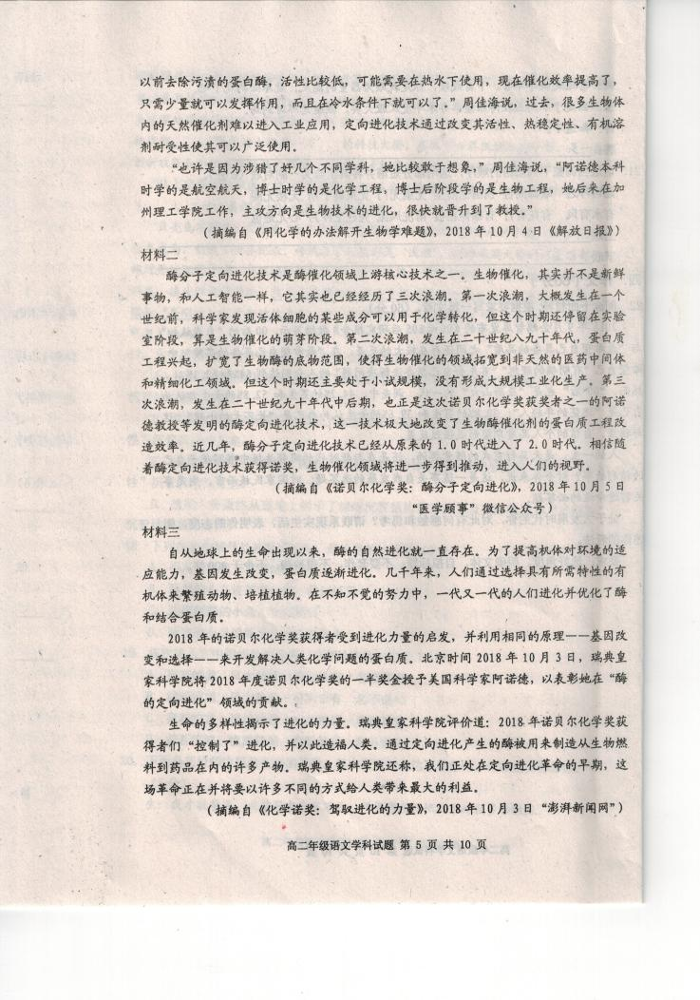 以前去除污渍的蛋白酶，活性比较低，可能需要在热水下使用，现在催化效率提高了，
只需少量就可以发挥作用，而且在冷水条件下就可以了。”周佳海说，过去，很多生物体
内的天然催化剂难以进入工业应用，定向进化技术通过改变其活性、热稳定性、有机溶
剂耐受性使其可以广泛使用。
“也许是因为涉猎了好几个不同学科，她比较敢于想象，”周佳海说，“阿诺德本科
时学的是航空航天，博士时学的是化学工程，博士后阶段学的是生物工程，她后来在加
州理工学院工作，主攻方向是生物技术的进化，很快就晋升到了教授。”
（摘编自《用化学的办法解开生物学难题》，2018年10月4日《解放日报》）
材料二
酶分子定向进化技术是酶催化领域上游核心技术之一。生物催化，其实并不是新鲜
事物，和人工智能一样，它其实也已经经历了三次浪潮。第一次浪潮，大概发生在一个
世纪前，科学家发现活体细胞的某些成分可以用于化学转化，但这个时期还停留在实验
室阶段，算是生物催化的萌芽阶段。第二次浪潮，发生在二十世纪八九十年代，蛋白质
工程兴起，扩宽了生物酶的底物范围，使得生物催化的领域拓宽到非天然的医药中间体
和精细化工领域。但这个时期还主要处于小试规模，没有形成大规模工业化生产。第三
次浪潮，发生在二十世纪九十年代中后期，也正是这次诺贝尔化学奖获奖者之一的阿诺
德教授等发明的酶定向进化技术，这一技术极大地改变了生物酶催化剂的蛋白质工程改
造效率。近几年，酶分子定向进化技术已经从原来的1.0时代进入了2.0时代。相信随
着酶定向进化技术获得诺奖，生物催化领域将进一步得到推动，进入人们的视野。
（摘编自《诺贝尔化学奖：酶分子定向进化》，2018年10月5日
“医学顾事”微信公众号）
材料三
自从地球上的生命出现以来，酶的自然进化就一直存在。为了提高机体对环境的适
应能力，基因发生改变，蛋白质逐渐进化。几千年来，人们通过选择具有所需特性的有
机体来繁殖动物、培植植物。在不知不觉的努力中，一代又一代的人们进化并优化了酶
和结合蛋白质。
2018年的诺贝尔化学奖获得者受到进化力量的启发，并利用相同的原理——基因改
变和选择——来开发解决人类化学问题的蛋白质。北京时间2018年10月3日，瑞典皇
家科学院将2018年度诺贝尔化学奖的一半奖金授予美国科学家阿诺德，以表彰她在“酶
的定向进化”领域的贡献。
生命的多样性揭示了进化的力量。瑞典皇家科学院评价道：2018年诺贝尔化学奖获
得者们“控制了”进化，并以此造福人类。通过定向进化产生的酶被用来制造从生物燃
料到药品在内的许多产物。瑞典皇家科学院还称，我们正处在定向进化革命的早期，这
场革命正在并将要以许多不同的方式给人类带来最大的利益。
（摘编自《化学诺奖：驾驭进化的力量》，2018年10月3日“澎湃新闻网”）
高二年级语文学科试题 第 5 页 共 10 页